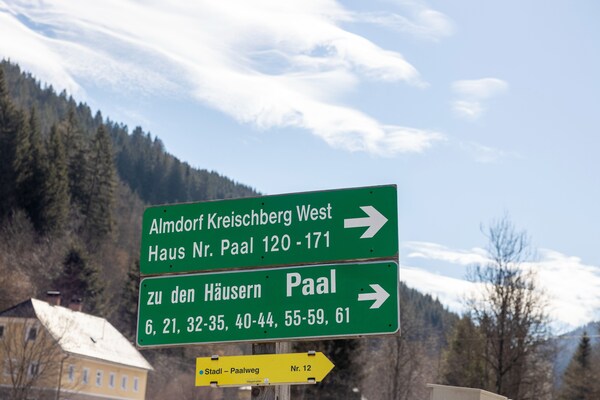 Almdorf Kreischberg West
Haus Nr. Paal 120 - 171
zu den Häusern Paal
6, 21, 32-35, 40-44, 55-59, 61
Stadl - Paalweg Nr. 12